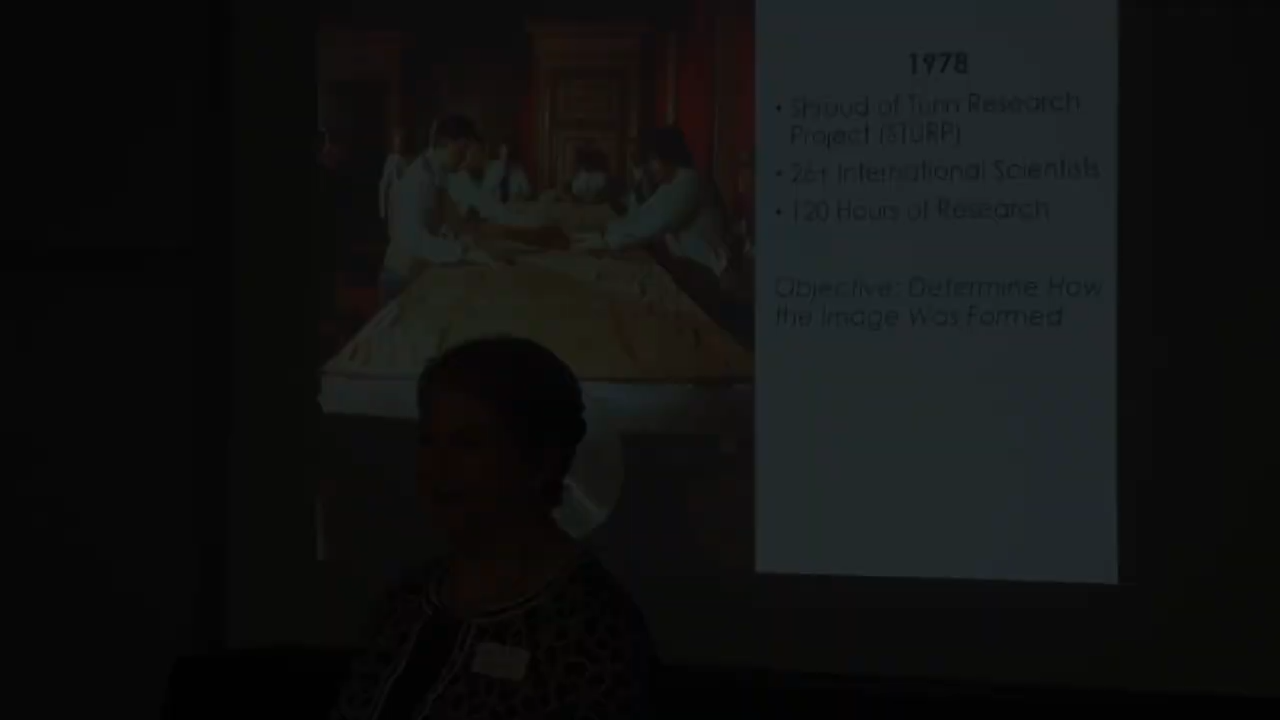 1978
• Shroud of Turin Research
Project (STURP)
• 26+ International Scientists
• 120 Hours of Research
Objective: Determine How
the Image Was Formed